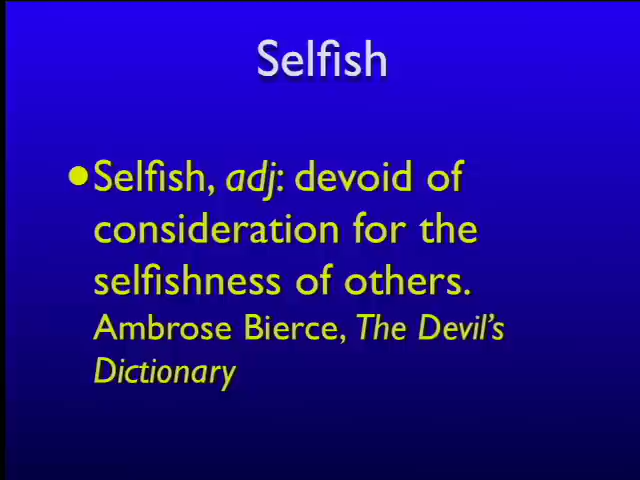 Selfish
•Selfish, adj: devoid of
consideration for the
selfishness of others.
Ambrose Bierce, The Devil's
Dictionary